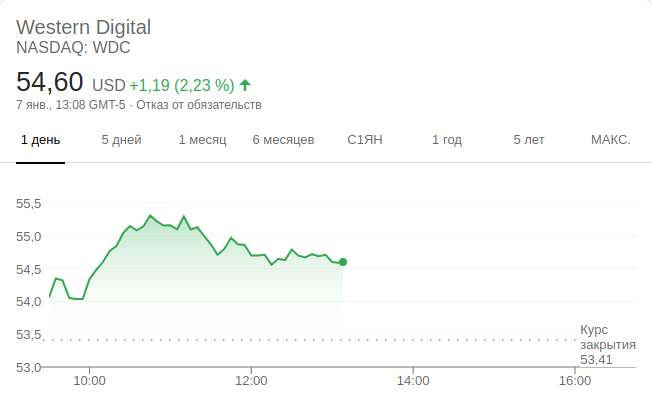 Western Digital
NASDAQ: WDC
54,60 USD +1,19 (2,23 %)
7 янв., 13:08 GMT-5 · Отказ от обязательств
1 день 5 дней 1 месяц 6 месяцев С1ЯН 1 год 5 лет МАКС.
55,5
55,0
54,5
54,0
53,5
53,0
Курс
закрытия
53,41
10:00 12:00 14:00 16:00